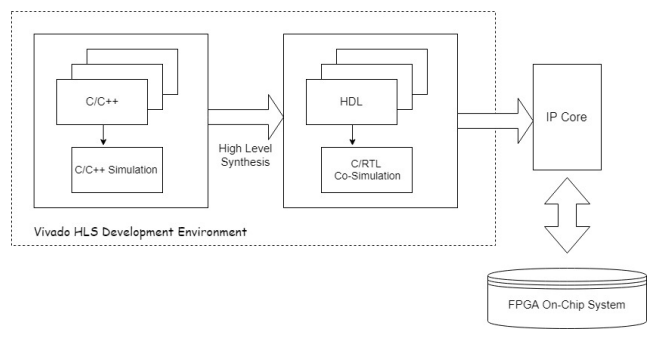 C/C++
C/C++ Simulation
High Level
Synthesis
HDL
C/RTL
Co-Simulation
IP Core
Vivado HLS Development Environment
FPGA On-Chip System